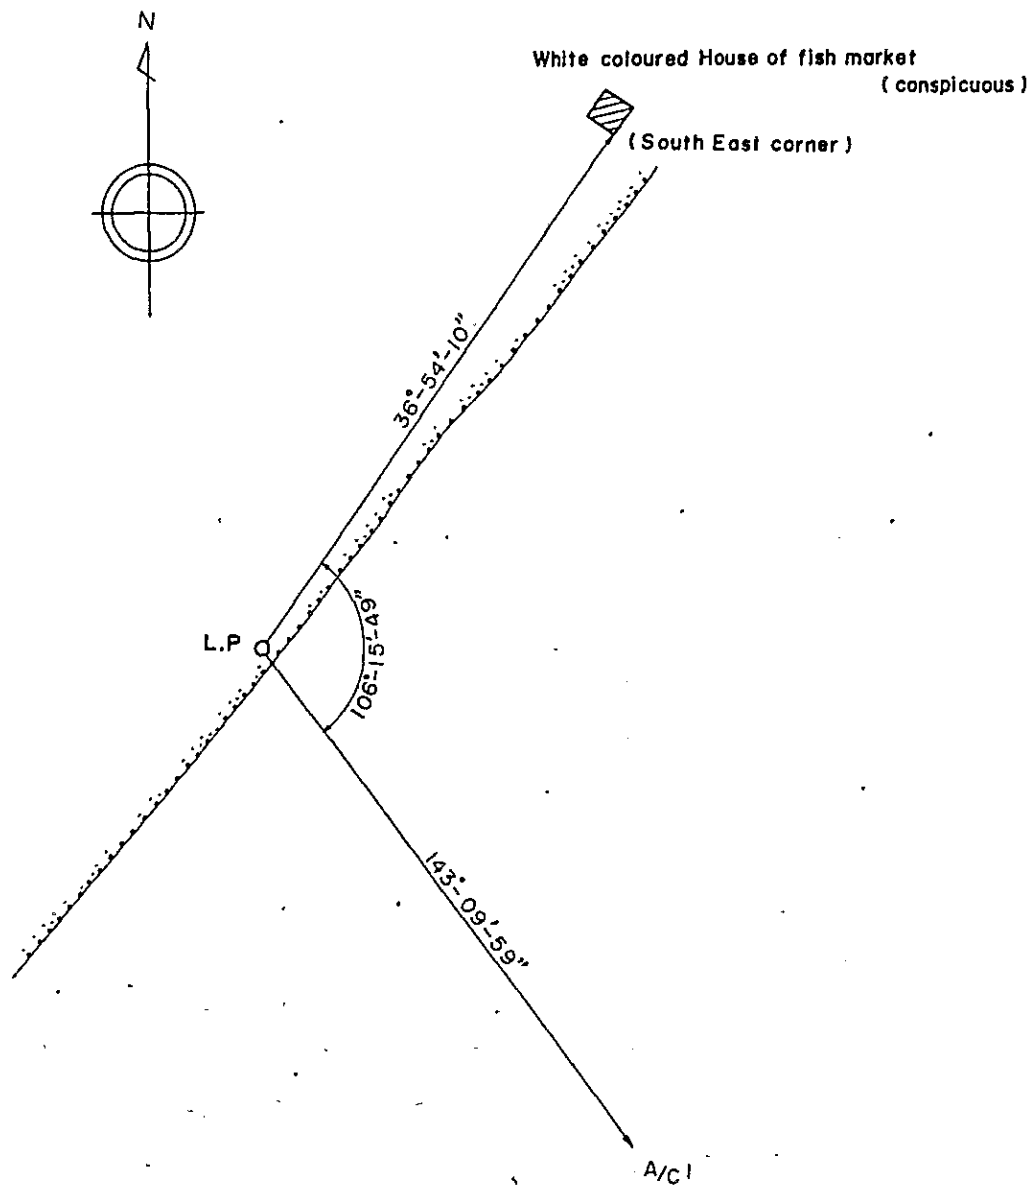 N
White coloured House of fish market
( conspicuous )
( South East corner )
36°-54'-10"
L.P
106°-15'-49"
143°-09'-59"
A/C 1